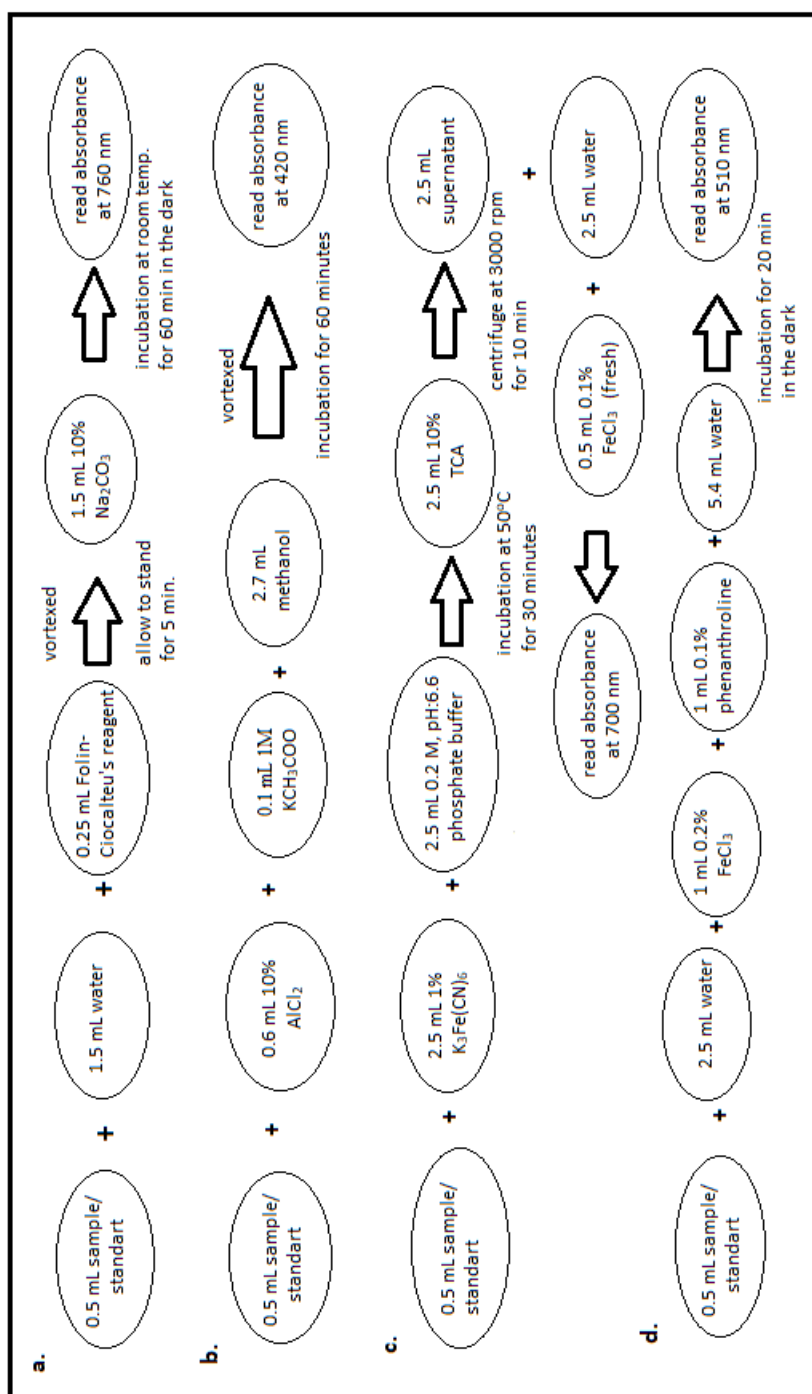 a.
0.5 mL sample/
standart
+
1.5 mL water
+
0.25 mL Folin-
Ciocalteu's reagent
vortexed
allow to stand
for 5 min.
1.5 mL 10%
Na₂CO₃
incubation at room temp.
for 60 min in the dark
read absorbance
at 760 nm
b.
0.5 mL sample/
standart
+
0.6 mL 10%
AlCl₂
+
0.1 mL 1M
KCH₃COO
+
2.7 mL
methanol
vortexed
incubation for 60 minutes
read absorbance
at 420 nm
c.
0.5 mL sample/
standart
+
2.5 mL 1%
K₃Fe(CN)₆
+
2.5 mL 0.2 M, pH:6.6
phosphate buffer
incubation at 50°C
for 30 minutes
2.5 mL 10%
TCA
centrifuge at 3000 rpm
for 10 min
2.5 mL
supernatant
+
2.5 mL water
+
0.5 mL 0.1%
FeCl₃ (fresh)
read absorbance
at 700 nm
d.
0.5 mL sample/
standart
+
2.5 mL water
+
1 mL 0.2%
FeCl₃
+
1 mL 0.1%
phenanthroline
+
5.4 mL water
incubation for 20 min
in the dark
read absorbance
at 510 nm